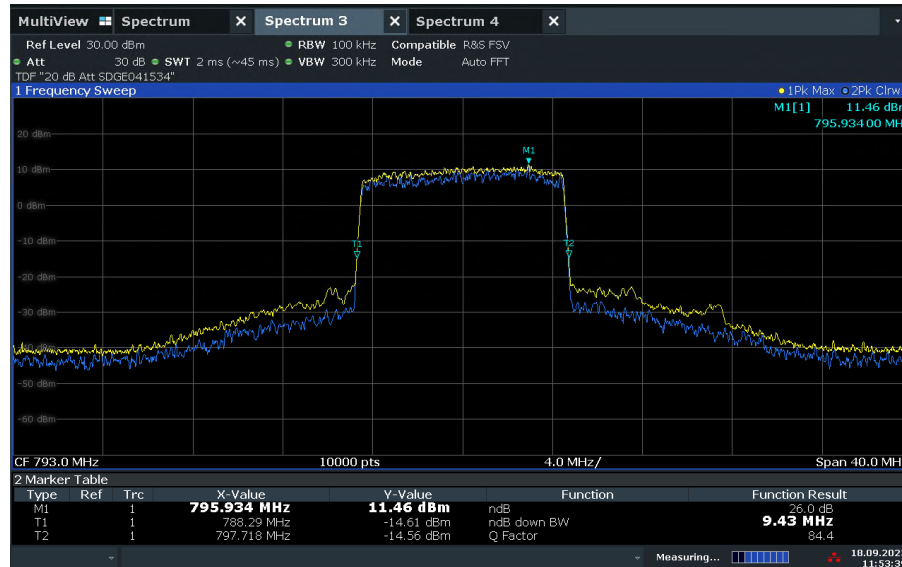 MultiView Spectrum X Spectrum 3 X Spectrum 4 X
Ref Level 30.00 dBm RBW 100 kHz Compatible R&S FSV
Att 30 dB SWT 2 ms (~45 ms) VBW 300 kHz Mode Auto FFT
TDF "20 dB Att SDGE041534"
1 Frequency Sweep 1Pk Max 2Pk Clrw
M1[1] 11.46 dBm
795.93400 MH
20 dBm
M1
10 dBm
0 dBm
-10 dBm
T1 T2
-20 dBm
-30 dBm
-50 dBm
-60 dBm
CF 793.0 MHz 10000 pts 4.0 MHz/ Span 40.0 MH
2 Marker Table
Type Ref Trc X-Value Y-Value Function Function Result
M1 1 795.934 MHz 11.46 dBm ndB 26.0 dB
T1 1 788.29 MHz -14.61 dBm ndB down BW 9.43 MHz
T2 1 797.718 MHz -14.56 dBm Q Factor 84.4
Measuring... 18.09.202
11:53:3